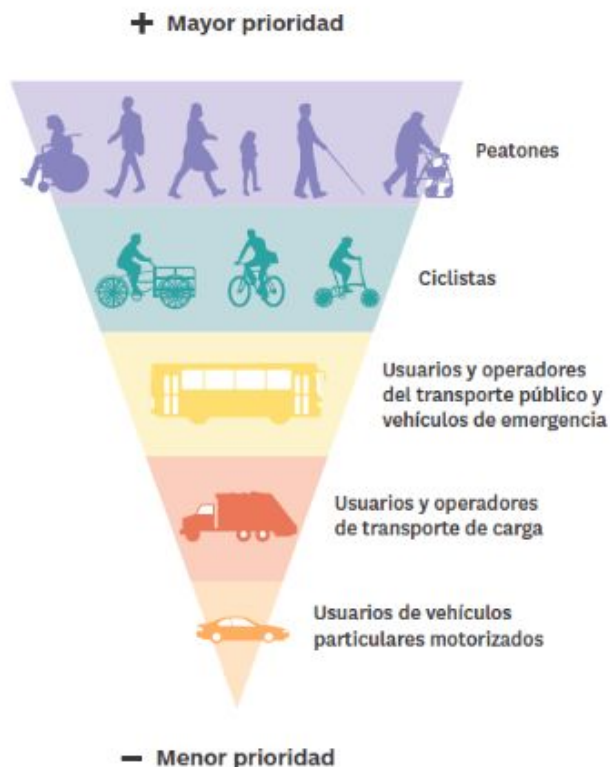 + Mayor prioridad
Peatones
Ciclistas
Usuarios y operadores
del transporte público y
vehículos de emergencia
Usuarios y operadores
de transporte de carga
Usuarios de vehículos
particulares motorizados
– Menor prioridad